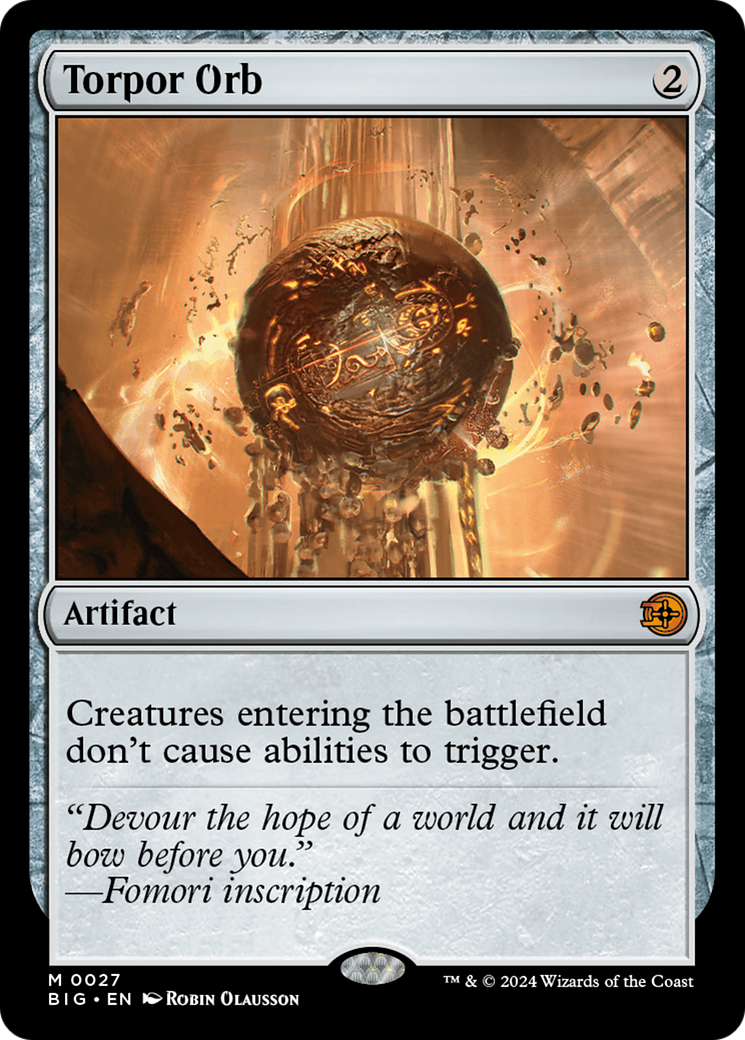 Torpor Orb
2
Artifact
Creatures entering the battlefield
don't cause abilities to trigger.
“Devour the hope of a world and it will
bow before you.”
—Fomori inscription
M 0027
™ & © 2024 Wizards of the Coast
BIG • EN Robin Olausson